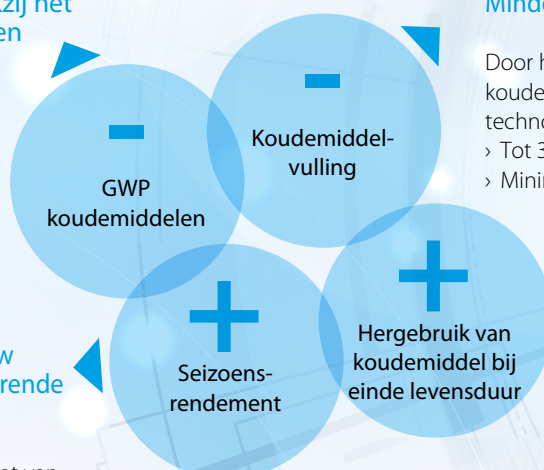 zij het
en
Minde
Door h
koude
techno
› Tot 3
› Minin
-
GWP
koudemiddelen
-
Koudemiddel-
vulling
+
Seizoens-
rendement
+
Hergebruik van
koudemiddel bij
einde levensduur
w
rende